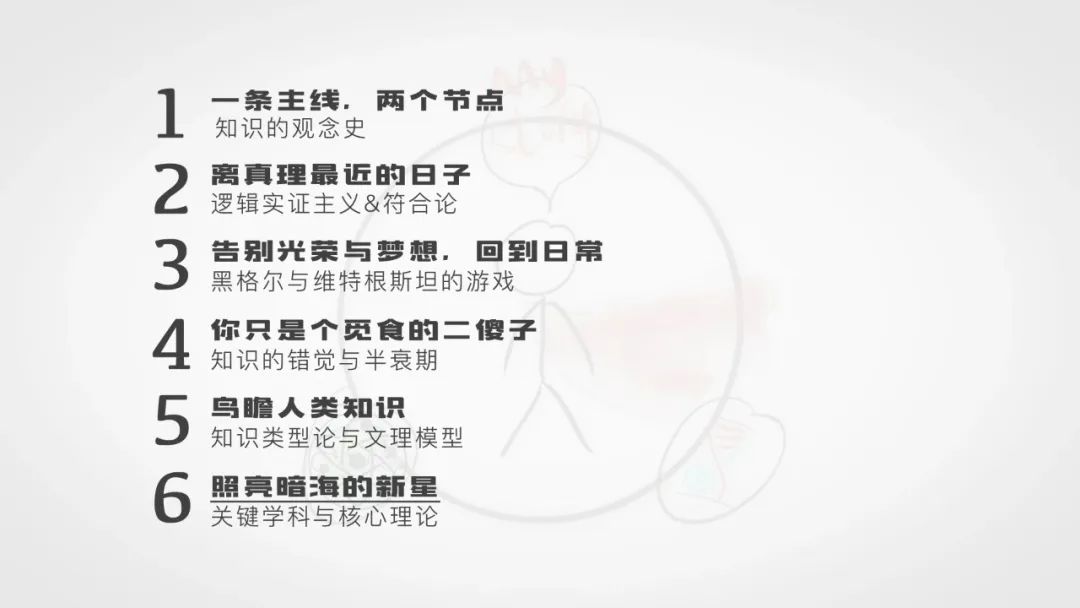 1
一条主线，两个节点
知识的观念史
2
离真理最近的日子
逻辑实证主义&符合论
3
告别光荣与梦想，回到日常
黑格尔与维特根斯坦的游戏
4
你只是个觅食的二傻子
知识的错觉与半衰期
5
鸟瞻人类知识
知识类型论与文理模型
6
照亮暗海的新星
关键学科与核心理论